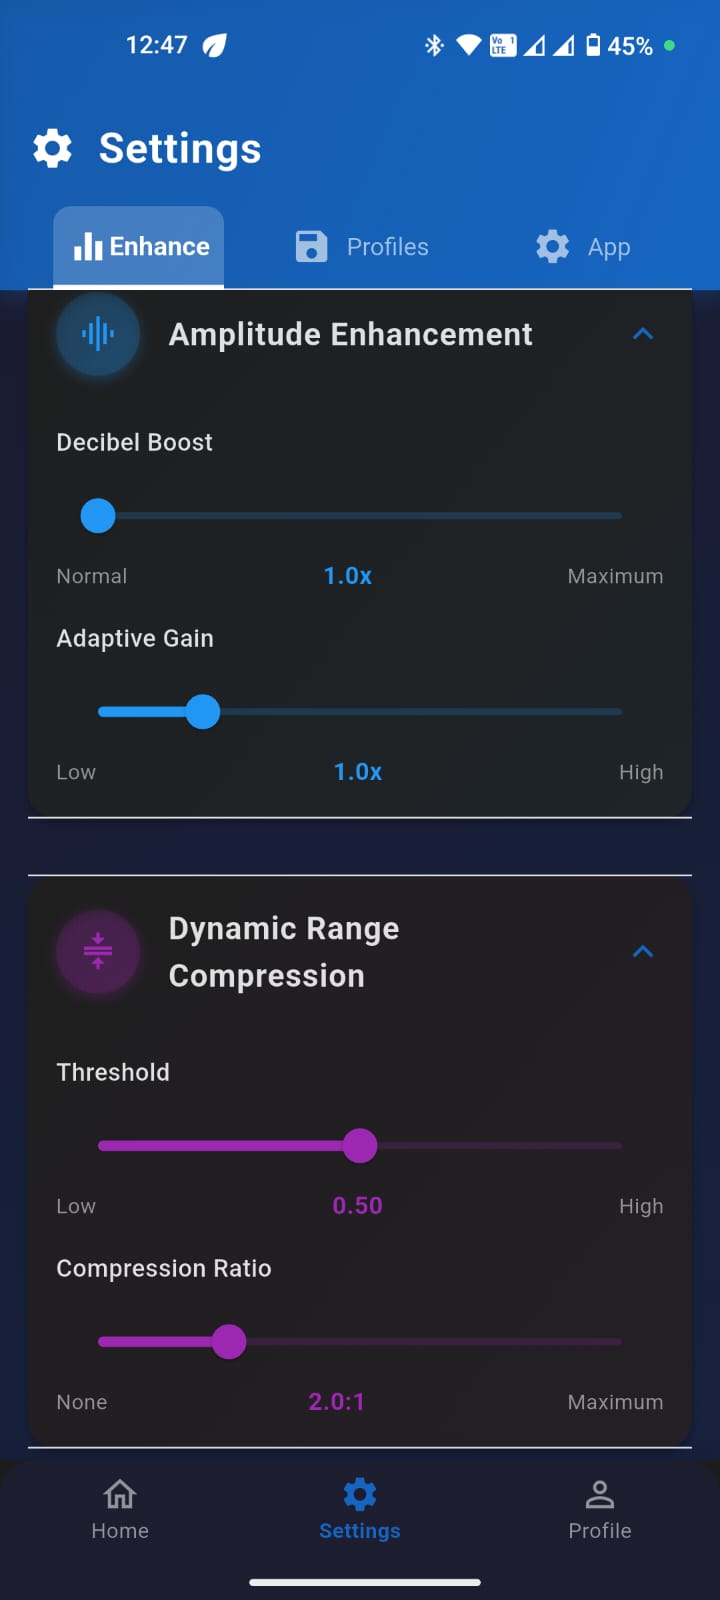 12:47 Vo 1 LTE 45%
Settings
Enhance Profiles App
Amplitude Enhancement
Decibel Boost
Normal 1.0x Maximum
Adaptive Gain
Low 1.0x High
Dynamic Range
Compression
Threshold
Low 0.50 High
Compression Ratio
None 2.0:1 Maximum
Home Settings Profile